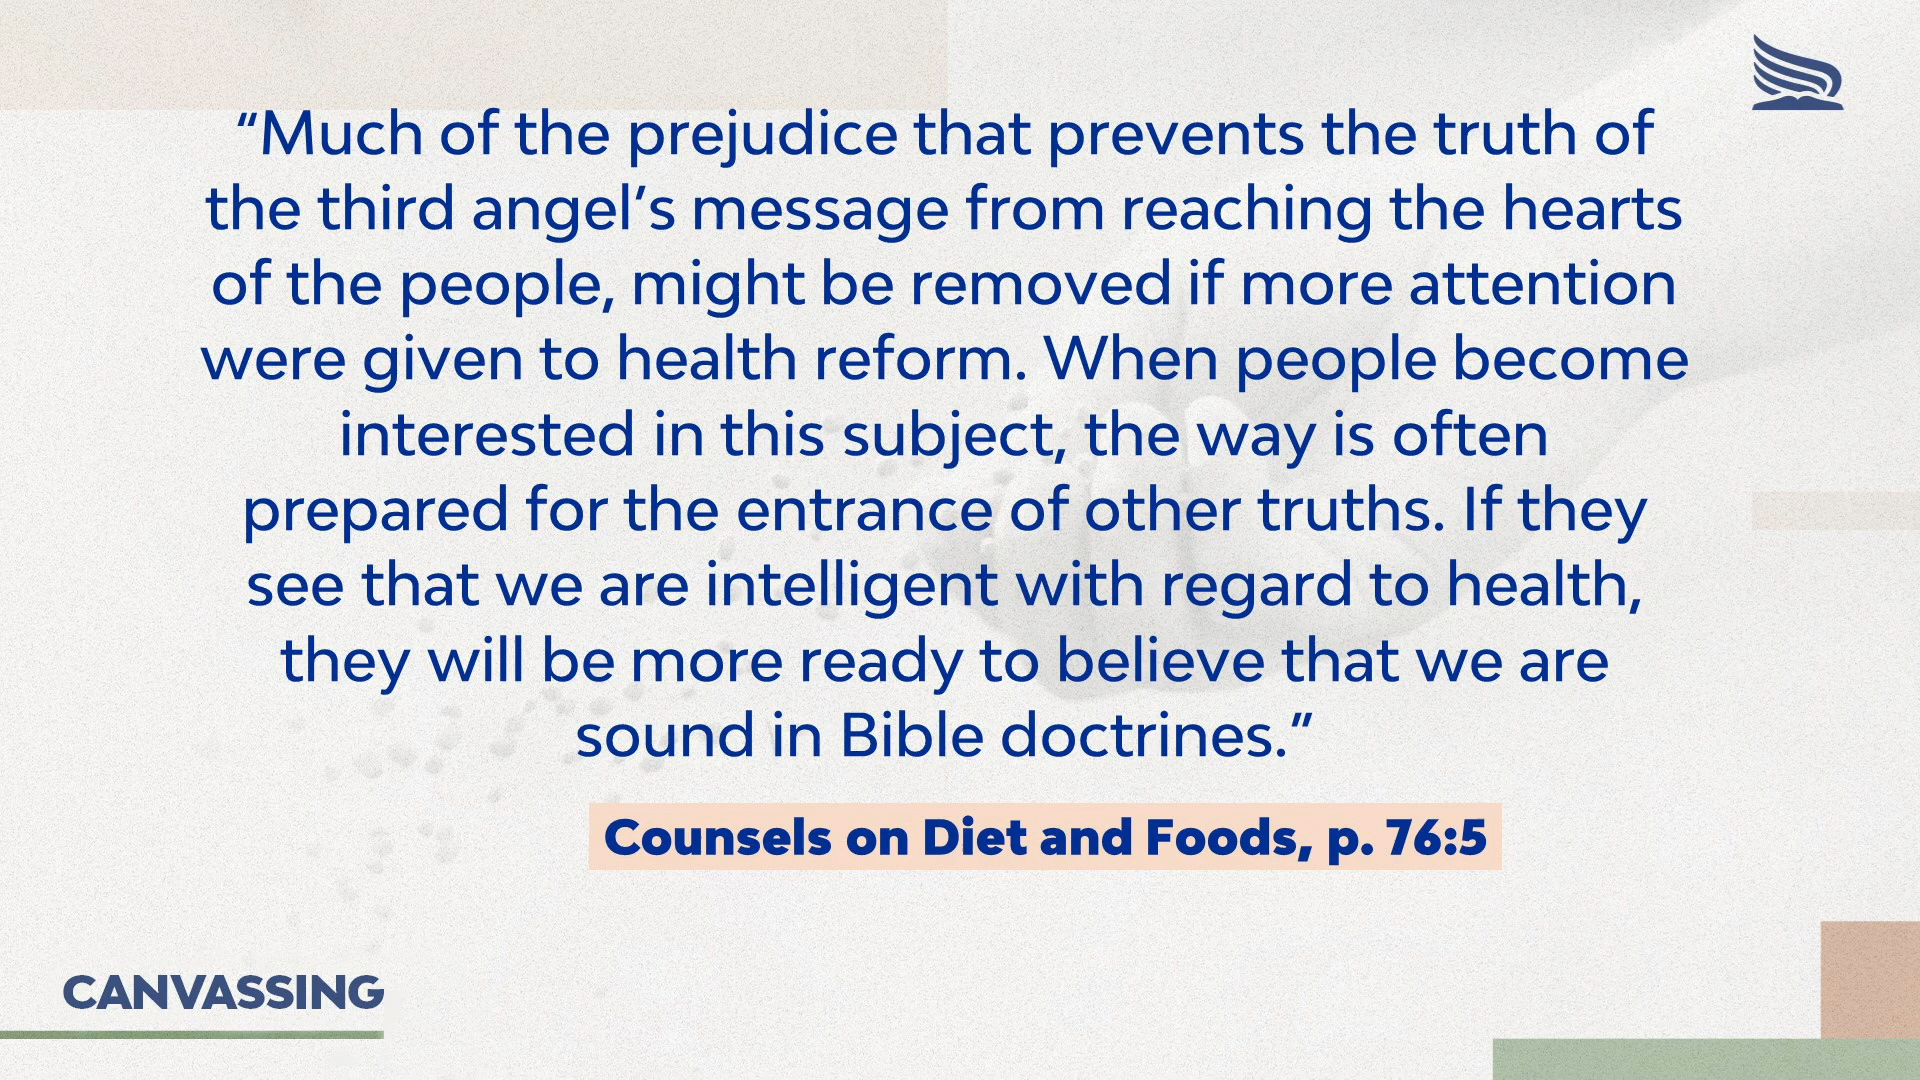 “Much of the prejudice that prevents the truth of
the third angel’s message from reaching the hearts
of the people, might be removed if more attention
were given to health reform. When people become
interested in this subject, the way is often
prepared for the entrance of other truths. If they
see that we are intelligent with regard to health,
they will be more ready to believe that we are
sound in Bible doctrines.”
Counsels on Diet and Foods, p. 76:5
CANVASSING